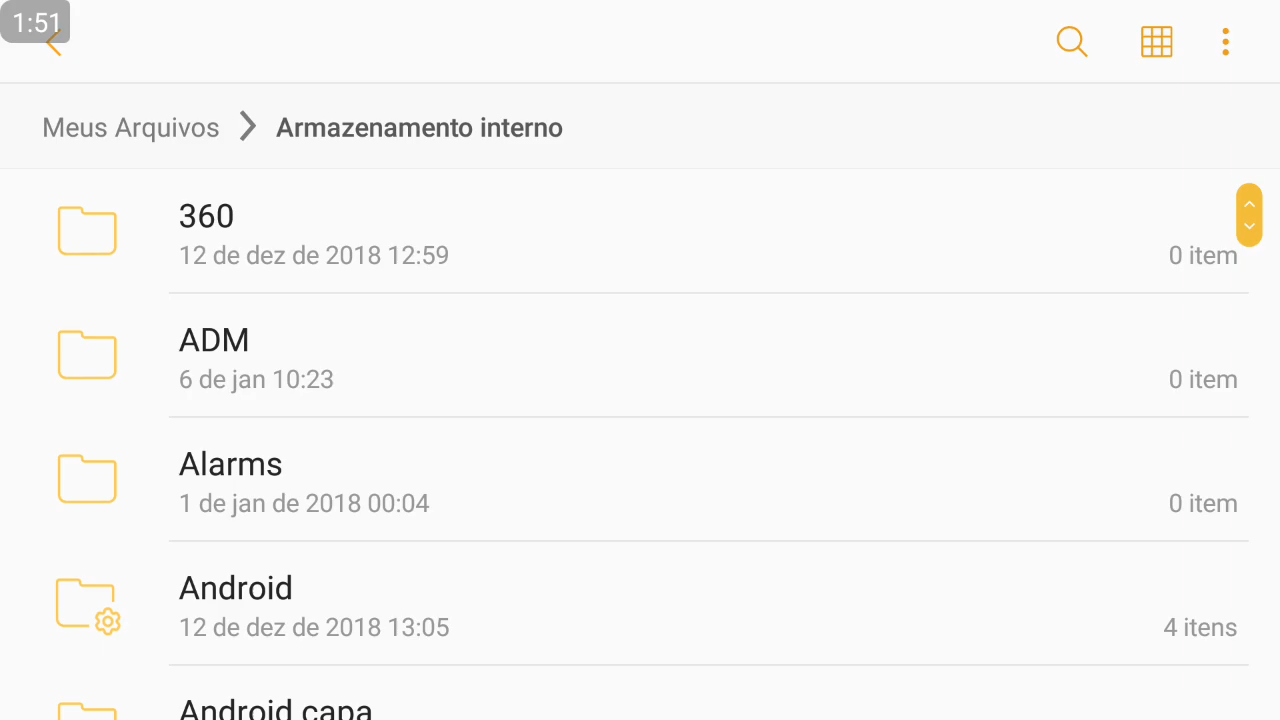 1:51
Meus Arquivos Armazenamento interno
360
12 de dez de 2018 12:59 0 item
ADM
6 de jan 10:23 0 item
Alarms
1 de jan de 2018 00:04 0 item
Android
12 de dez de 2018 13:05 4 itens
Android capa